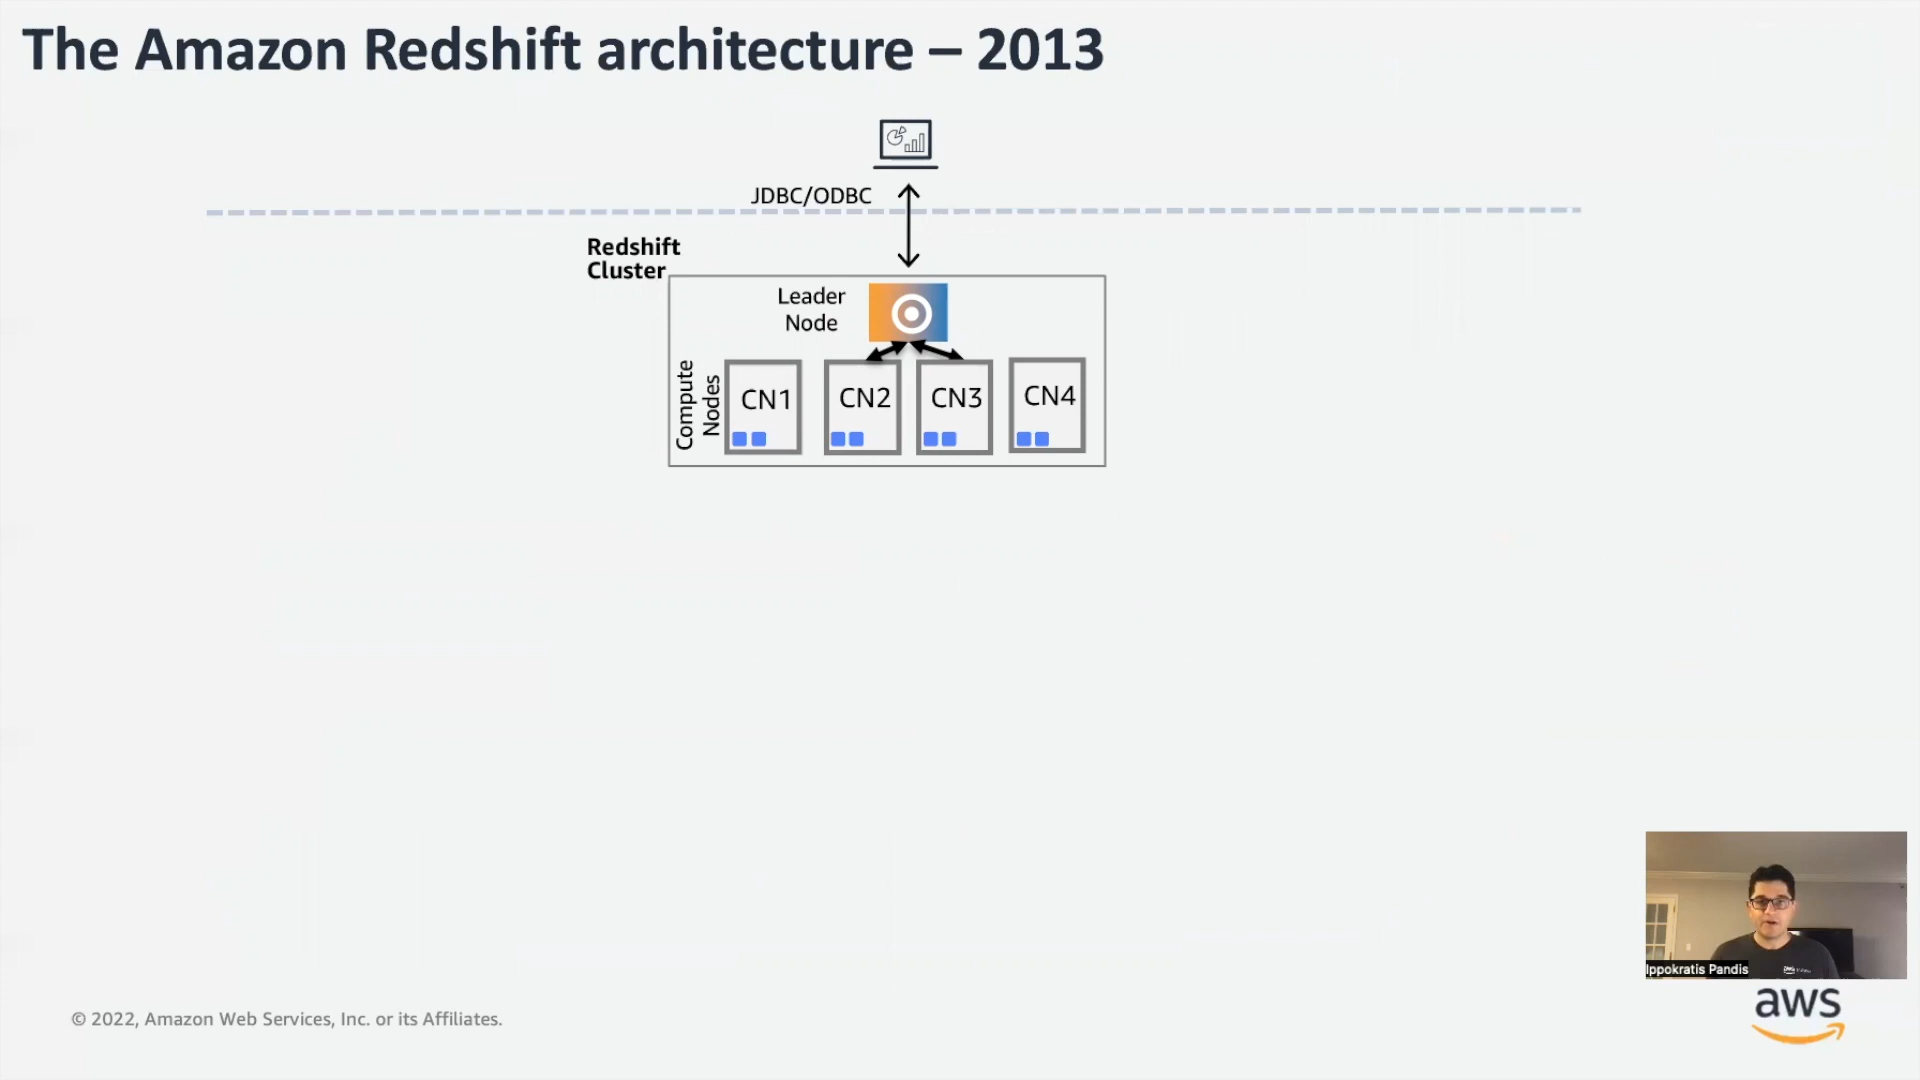 The Amazon Redshift architecture – 2013
JDBC/ODBC
Redshift
Cluster
Leader
Node
Compute
Nodes
CN1
CN2
CN3
CN4
Ippokratis Pandis
© 2022, Amazon Web Services, Inc. or its Affiliates.
aws